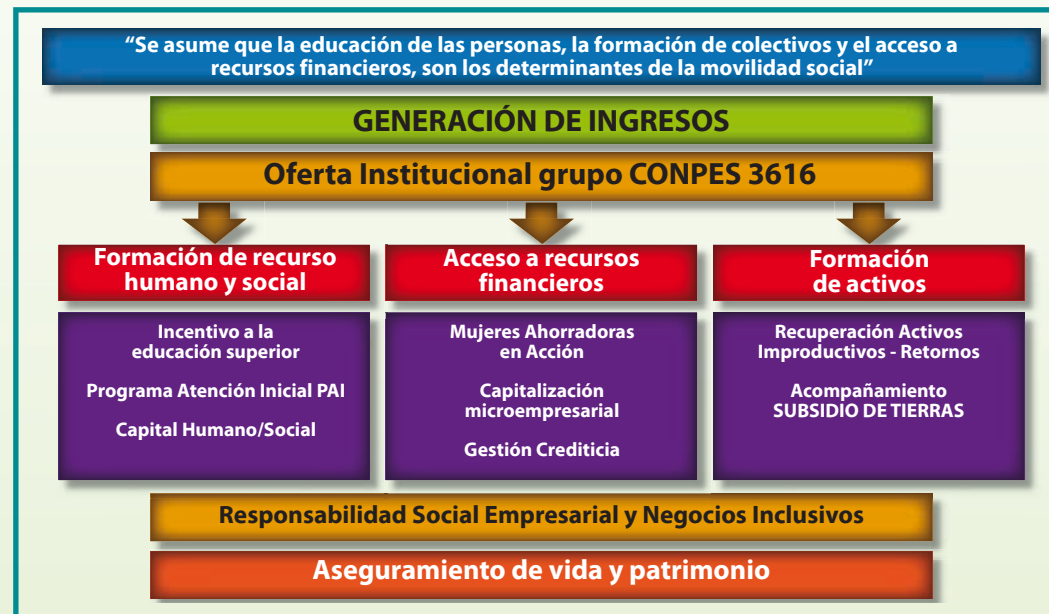 “Se asume que la educación de las personas, la formación de colectivos y el acceso a
recursos financieros, son los determinantes de la movilidad social”
GENERACIÓN DE INGRESOS
Oferta Institucional grupo CONPES 3616
Formación de recurso
humano y social
Incentivo a la
educación superior
Programa Atención Inicial PAI
Capital Humano/Social
Acceso a recursos
financieros
Mujeres Ahorradoras
en Acción
Capitalización
microempresarial
Gestión Crediticia
Formación
de activos
Recuperación Activos
Improductivos - Retornos
Acompañamiento
SUBSIDIO DE TIERRAS
Responsabilidad Social Empresarial y Negocios Inclusivos
Aseguramiento de vida y patrimonio